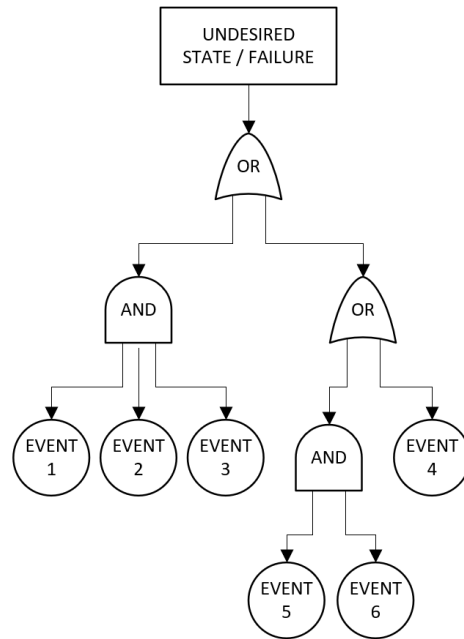 UNDESIRED
STATE / FAILURE
OR
AND
OR
EVENT
1
EVENT
2
EVENT
3
AND
EVENT
4
EVENT
5
EVENT
6